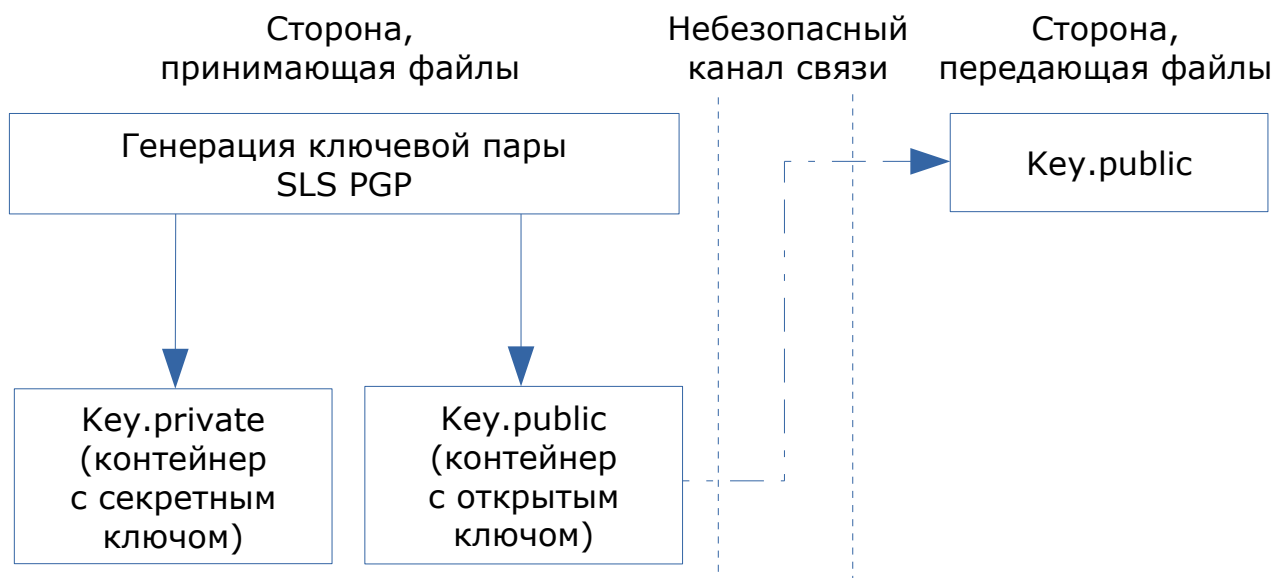 Сторона,
принимающая файлы
Небезопасный
канал связи
Сторона,
передающая файлы
Генерация ключевой пары
SLS PGP
Key.public
Key.private
(контейнер
с секретным
ключом)
Key.public
(контейнер
с открытым
ключом)